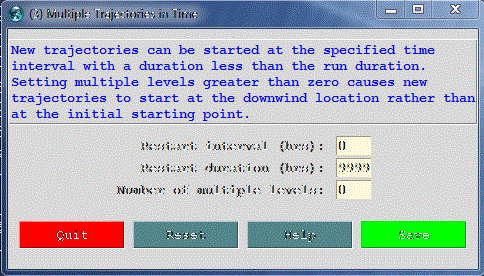 (3) Multiple Trajectories in Time
New trajectories can be started at the specified time
interval with a duration less than the run duration.
Setting multiple levels greater than zero causes new
trajectories to start at the downwind location rather than
at the initial starting point.
Restart interval (hrs): 0
Restart duration (hrs): 9999
Number of multiple levels: 0
Quit Reset Help Save